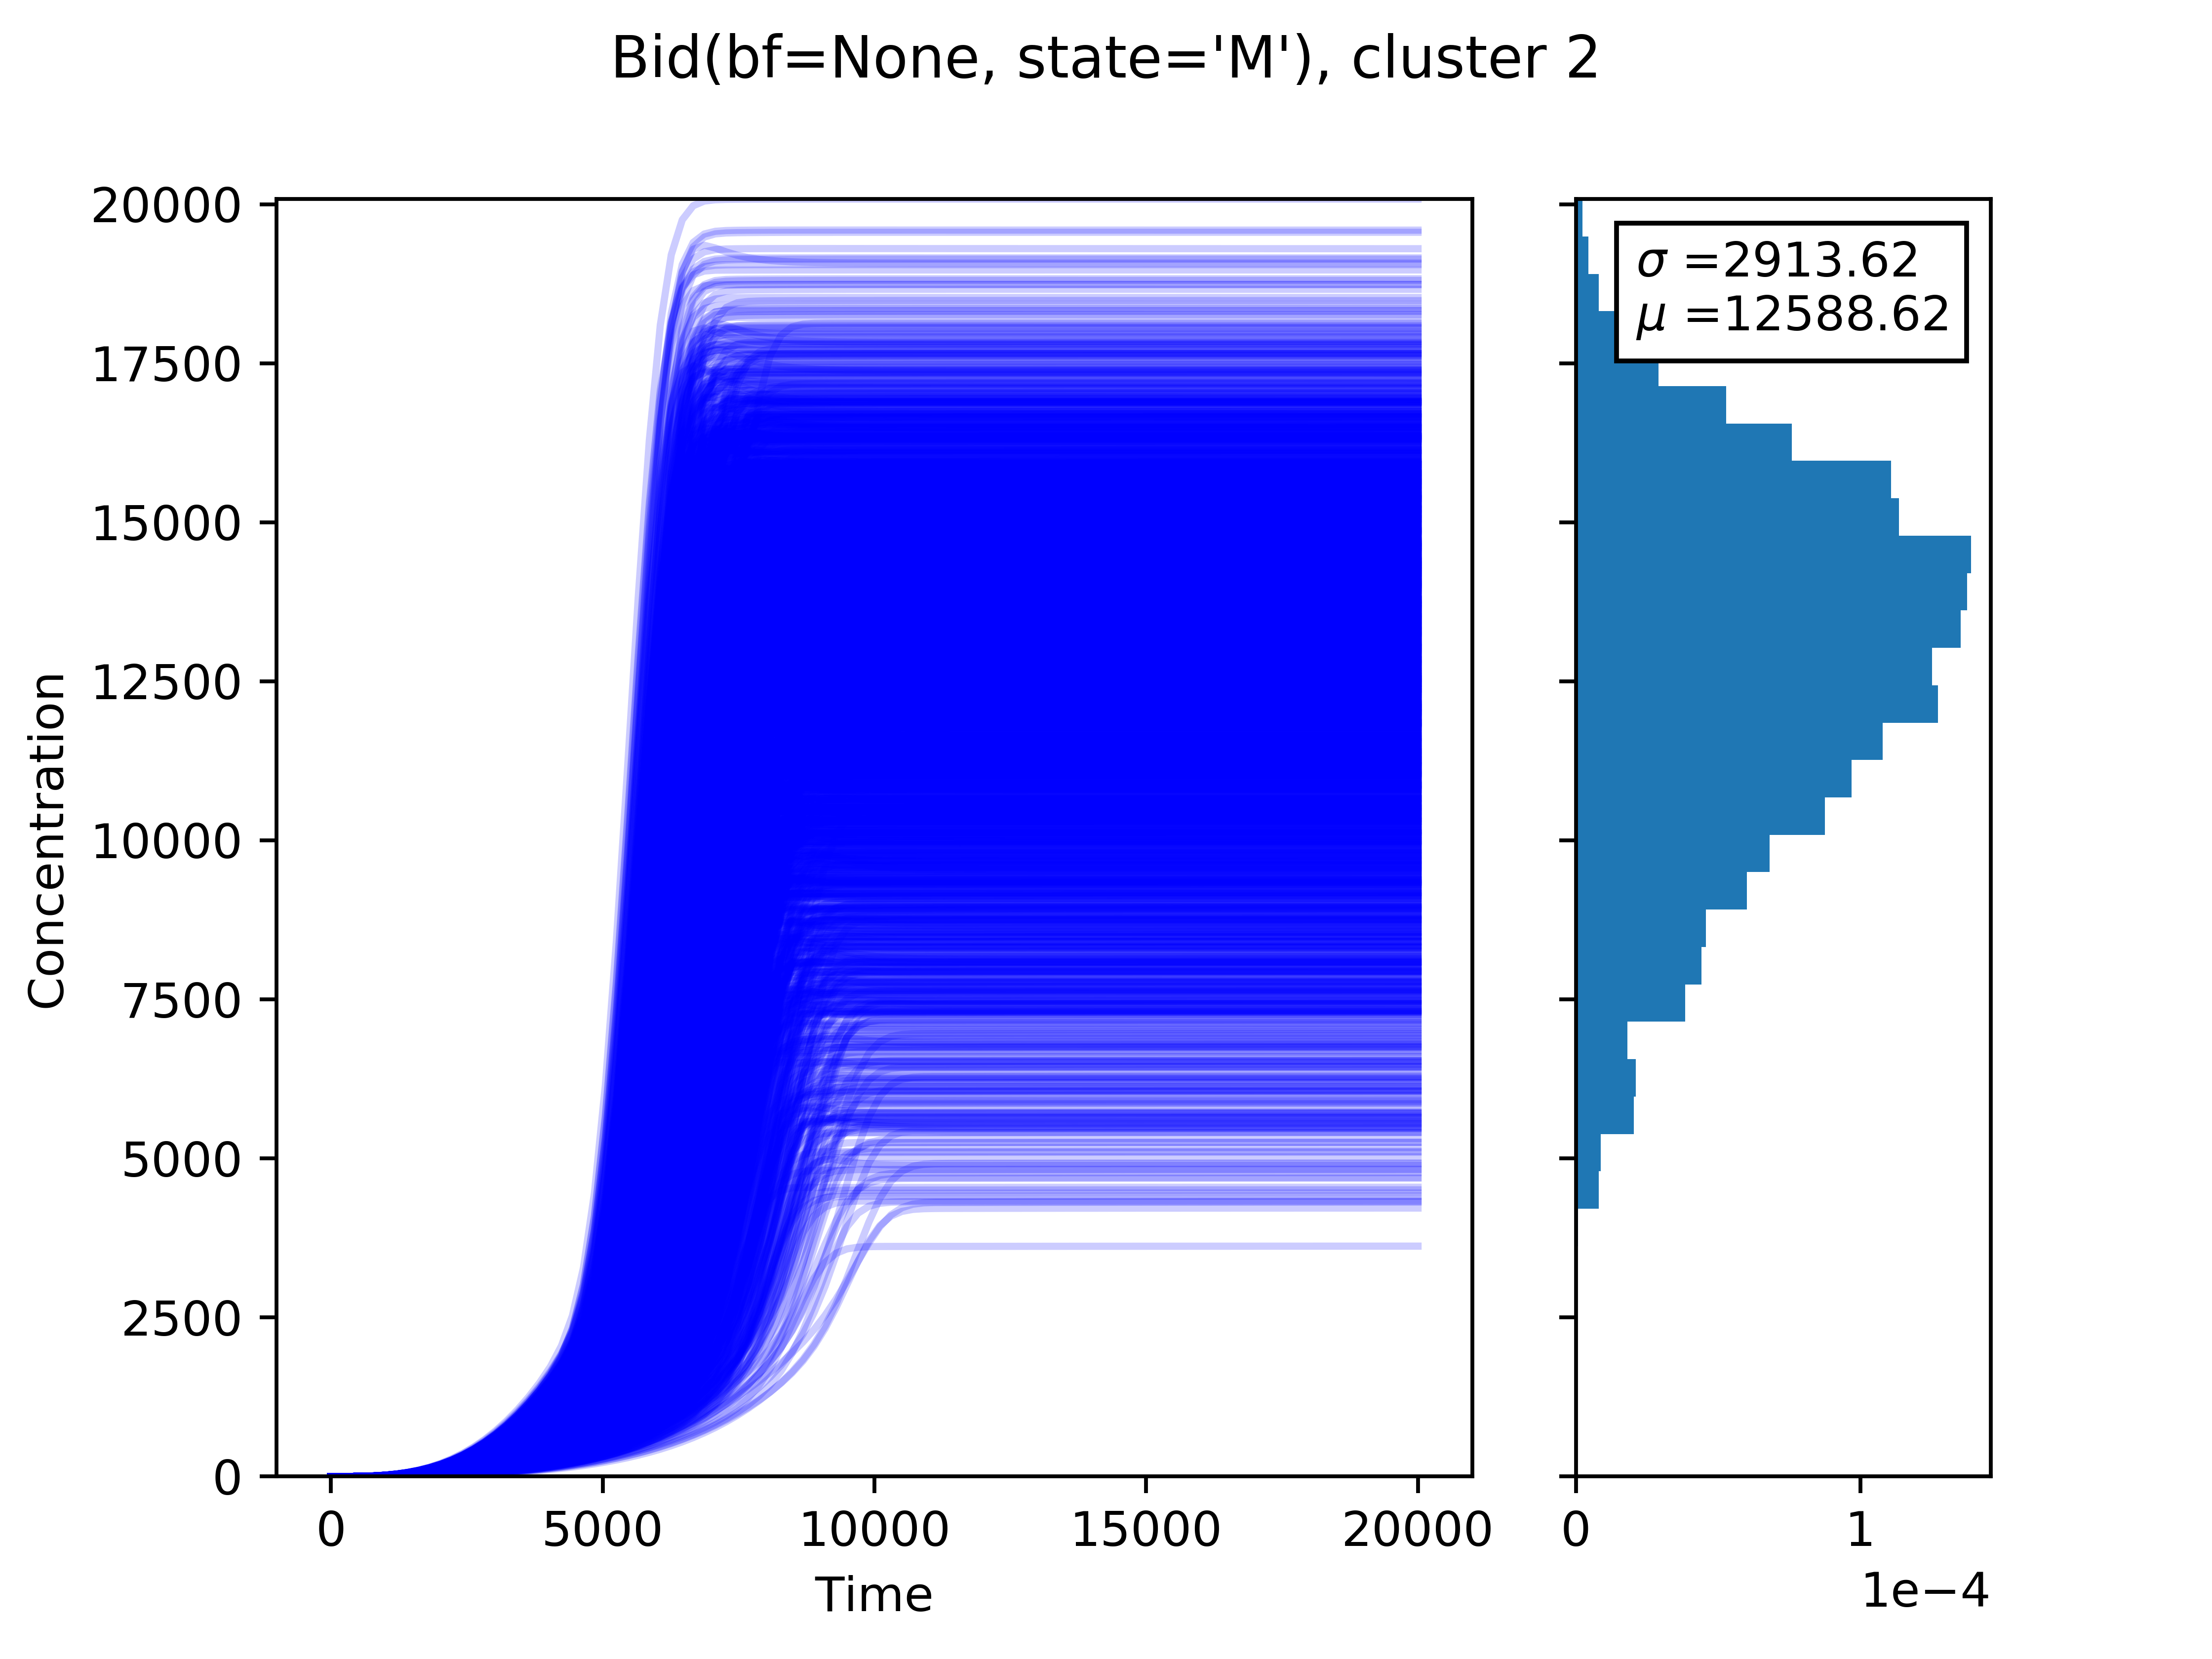 Bid(bf=None, state='M'), cluster 2
20000
17500
15000
12500
10000
7500
5000
2500
0
Concentration
0 5000 10000 15000 20000
Time
σ =2913.62
μ =12588.62
0 1
1e−4